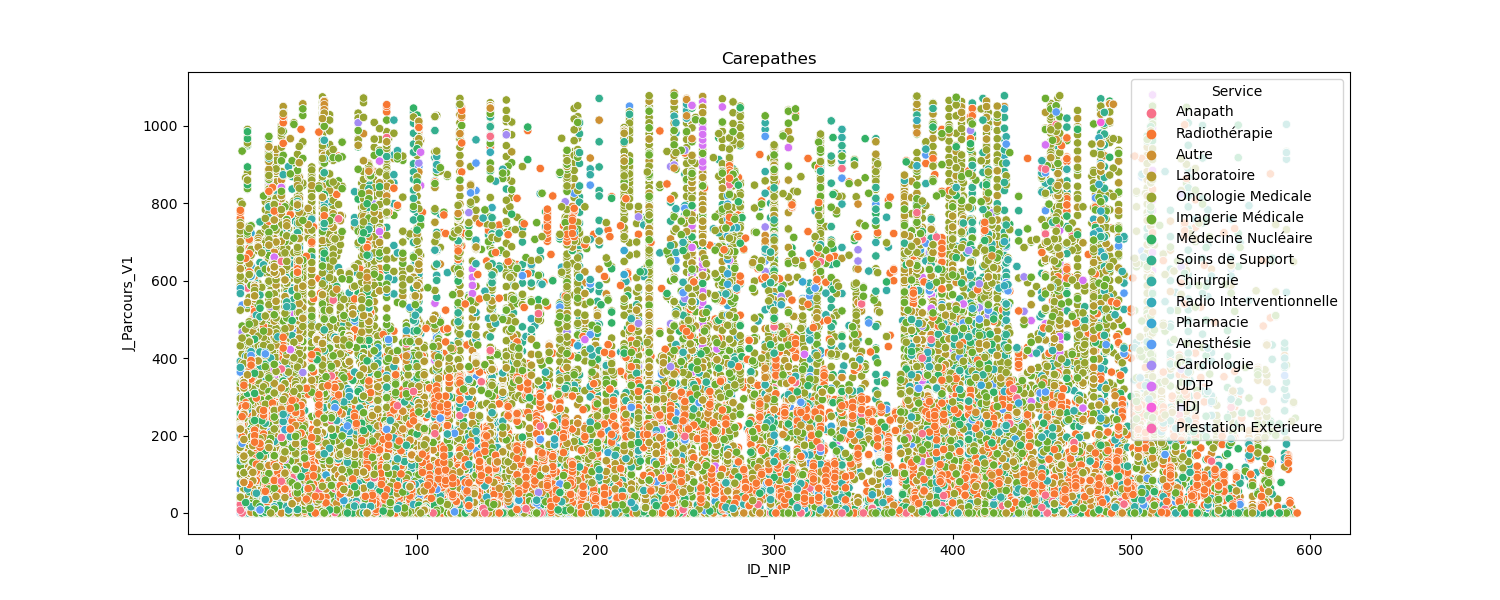 Carepathes
J_Parcours_V1
1000
800
600
400
200
0
0 100 200 300 400 500 600
ID_NIP
Service
Anapath
Radiothérapie
Autre
Laboratoire
Oncologie Medicale
Imagerie Médicale
Médecine Nucléaire
Soins de Support
Chirurgie
Radio Interventionnelle
Pharmacie
Anesthésie
Cardiologie
UDTP
HDJ
Prestation Exterieure